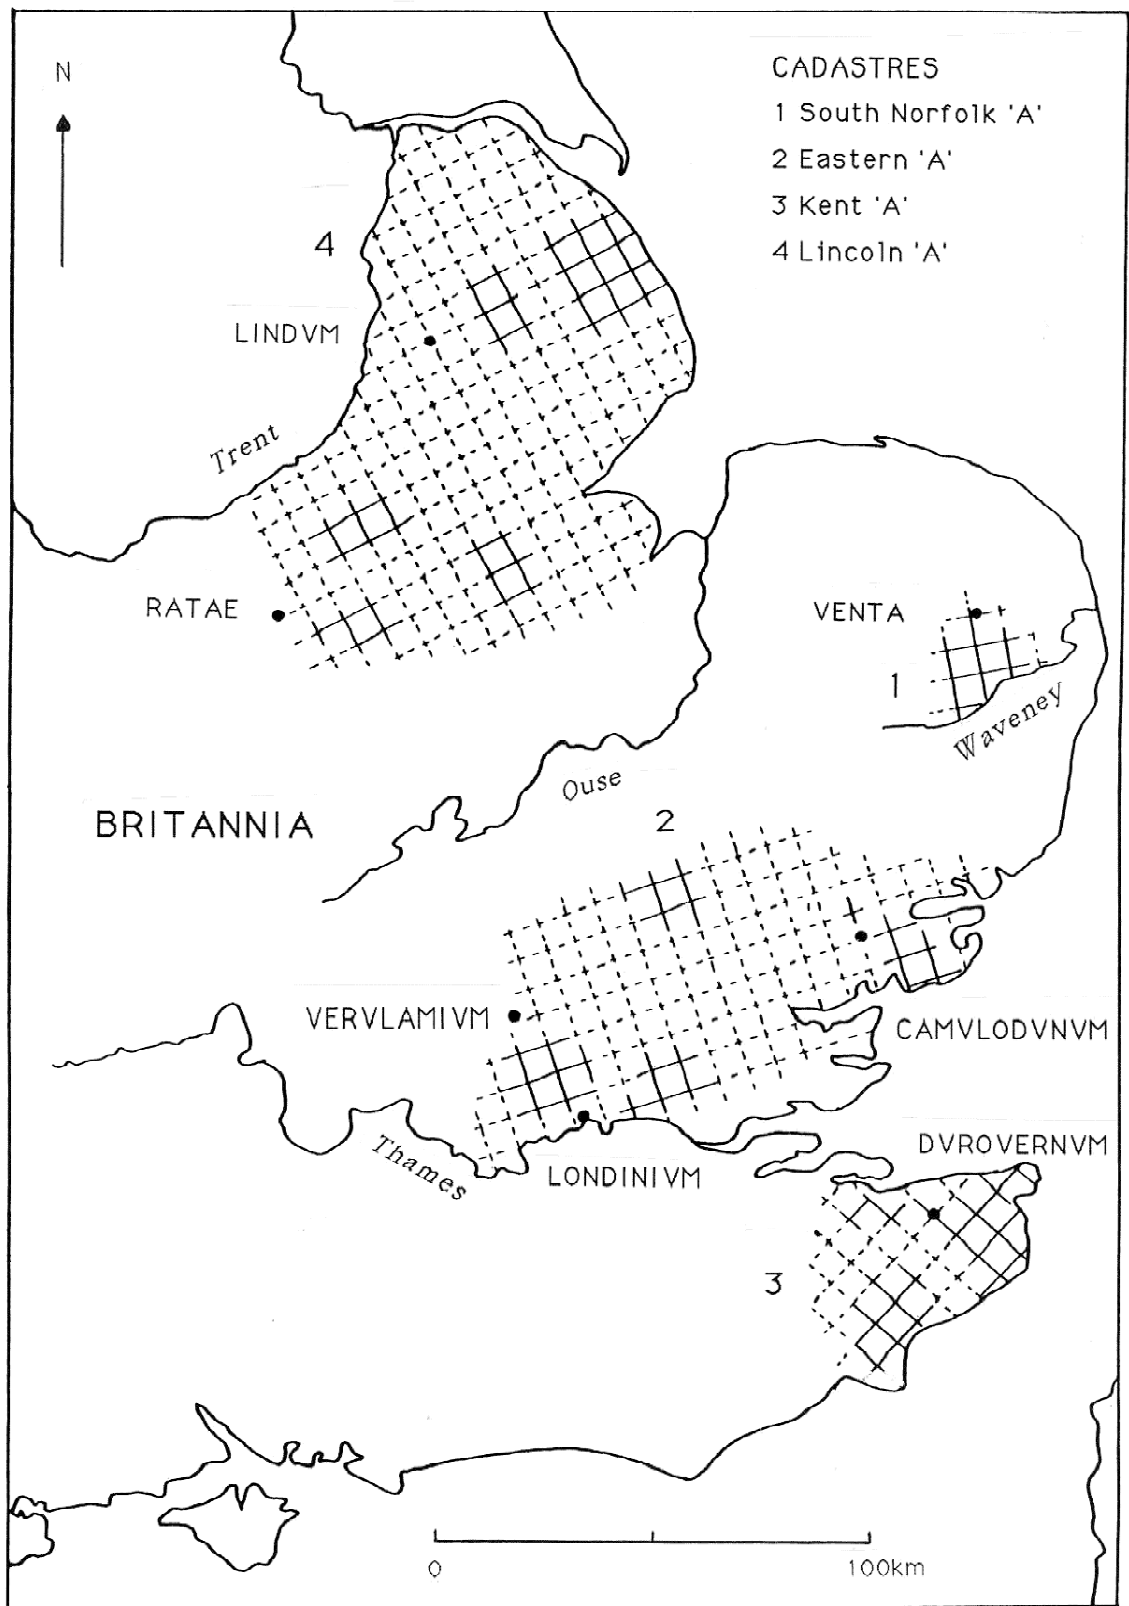 N
CADASTRES
1 South Norfolk 'A'
2 Eastern 'A'
3 Kent 'A'
4 Lincoln 'A'
4
LINDVM
Trent
RATAE
VENTA
1
Waveney
Ouse
BRITANNIA
2
VERVLAMIVM
CAMVLODVNVM
Thames
LONDINIVM
DVROVERNVM
3
0
100km